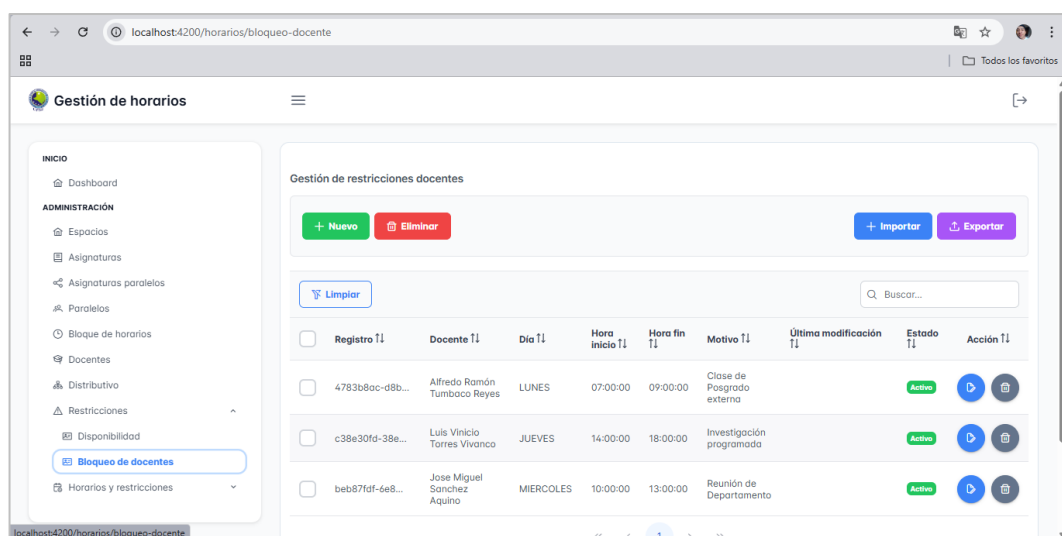 localhost:4200/horarios/bloqueo-docente
Todos los favoritos
Gestión de horarios
INICIO
Dashboard
ADMINISTRACIÓN
Espacios
Asignaturas
Asignaturas paralelos
Paralelos
Bloque de horarios
Docentes
Distributivo
Restricciones
Disponibilidad
Bloqueo de docentes
Horarios y restricciones
Gestión de restricciones docentes
+ Nuevo
Eliminar
+ Importar
Exportar
Limpiar
Buscar...
Registro Docente Día Hora inicio Hora fin Motivo Última modificación Estado Acción
4783b8ac-d8b... Alfredo Ramón Tumbaco Reyes LUNES 07:00:00 09:00:00 Clase de Posgrado externa Activo
c38e30fd-38e... Luis Vinicio Torres Vivanco JUEVES 14:00:00 18:00:00 Investigación programada Activo
beb87fdf-6e8... Jose Miguel Sanchez Aquino MIERCOLES 10:00:00 13:00:00 Reunión de Departamento Activo
« ‹ 1 › »
localhost:4200/horarios/bloqueo-docente